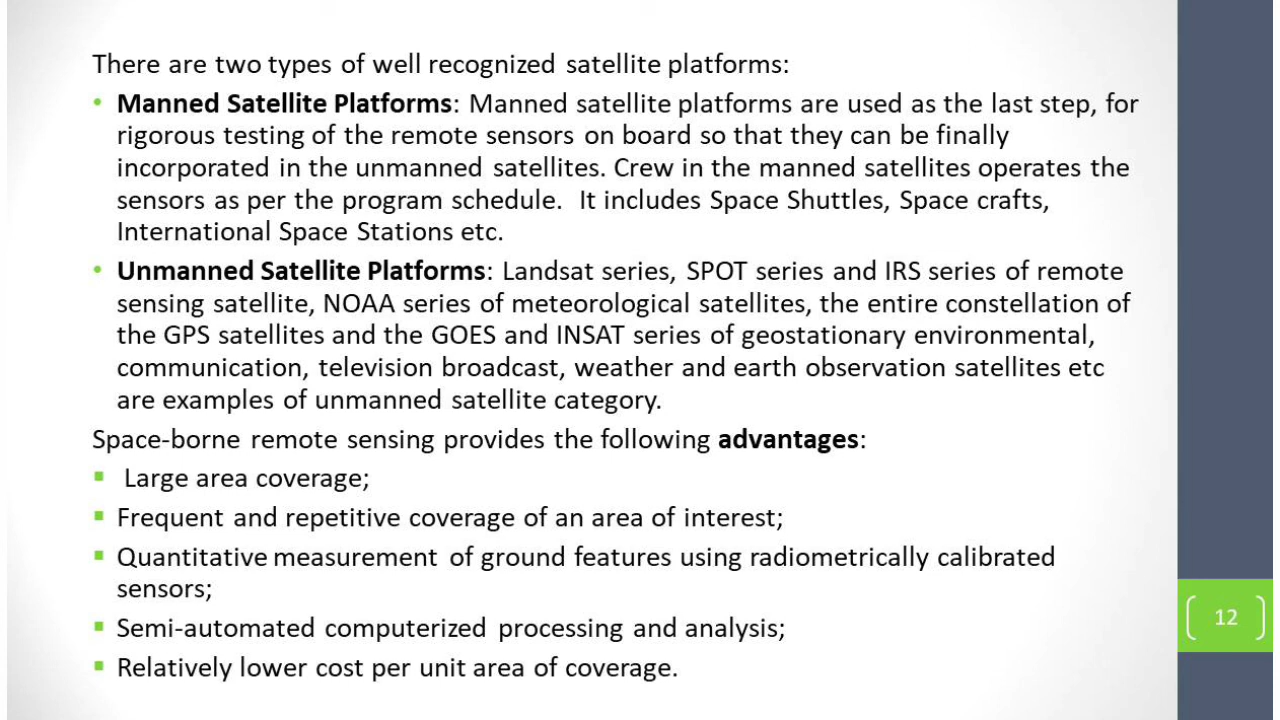 There are two types of well recognized satellite platforms:
• Manned Satellite Platforms: Manned satellite platforms are used as the last step, for
rigorous testing of the remote sensors on board so that they can be finally
incorporated in the unmanned satellites. Crew in the manned satellites operates the
sensors as per the program schedule. It includes Space Shuttles, Space crafts,
International Space Stations etc.
• Unmanned Satellite Platforms: Landsat series, SPOT series and IRS series of remote
sensing satellite, NOAA series of meteorological satellites, the entire constellation of
the GPS satellites and the GOES and INSAT series of geostationary environmental,
communication, television broadcast, weather and earth observation satellites etc
are examples of unmanned satellite category.
Space-borne remote sensing provides the following advantages:
▪ Large area coverage;
▪ Frequent and repetitive coverage of an area of interest;
▪ Quantitative measurement of ground features using radiometrically calibrated
sensors;
▪ Semi-automated computerized processing and analysis;
▪ Relatively lower cost per unit area of coverage.
12